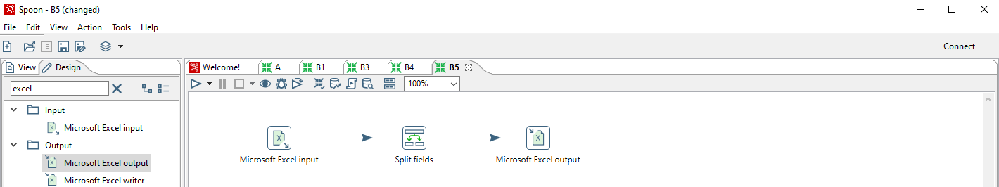 Spoon - B5 (changed)
File Edit View Action Tools Help
Connect
View Design
Welcome! A B1 B3 B4 B5
excel
100%
Input
Microsoft Excel input
Output
Microsoft Excel output
Microsoft Excel writer
Microsoft Excel input Split fields Microsoft Excel output